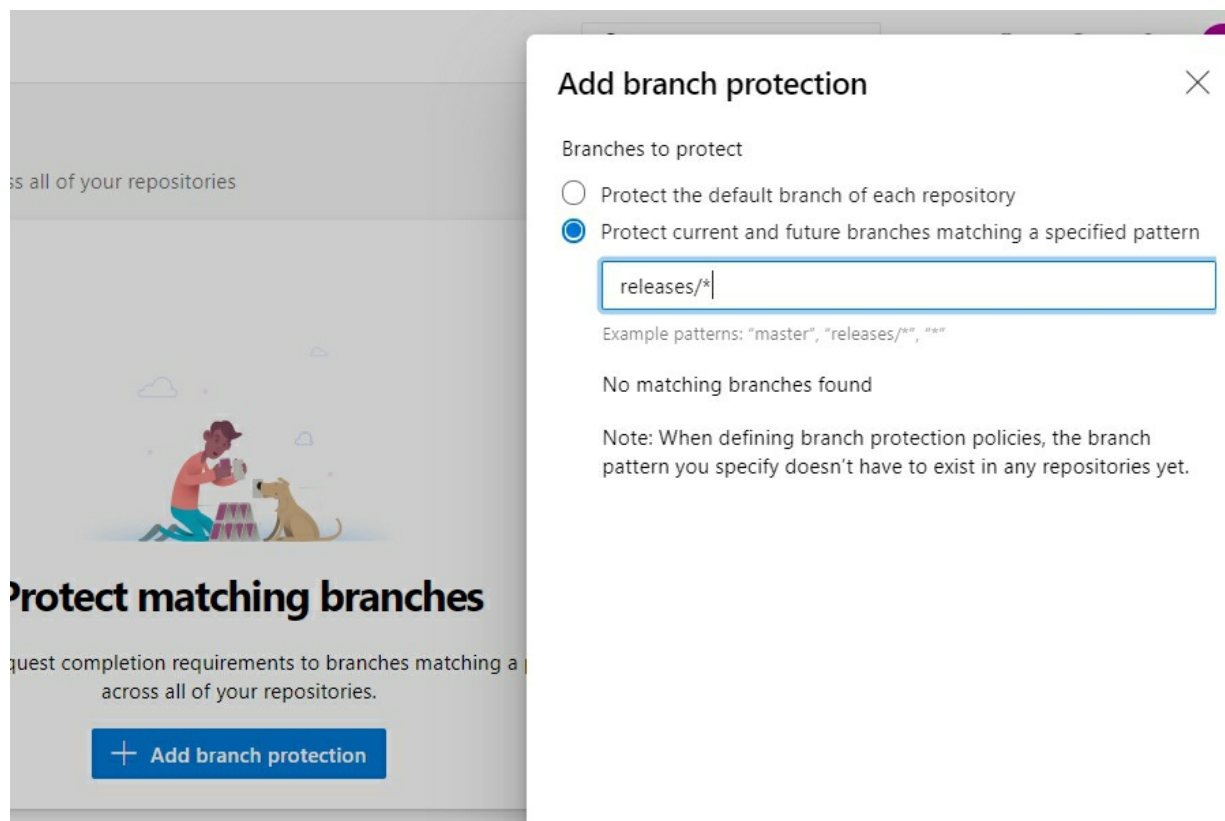 ss all of your repositories
Protect matching branches
quest completion requirements to branches matching a
across all of your repositories.
Add branch protection
Add branch protection
Branches to protect
Protect the default branch of each repository
Protect current and future branches matching a specified pattern
releases/*
Example patterns: "master", "releases/*", "*"
No matching branches found
Note: When defining branch protection policies, the branch
pattern you specify doesn't have to exist in any repositories yet.